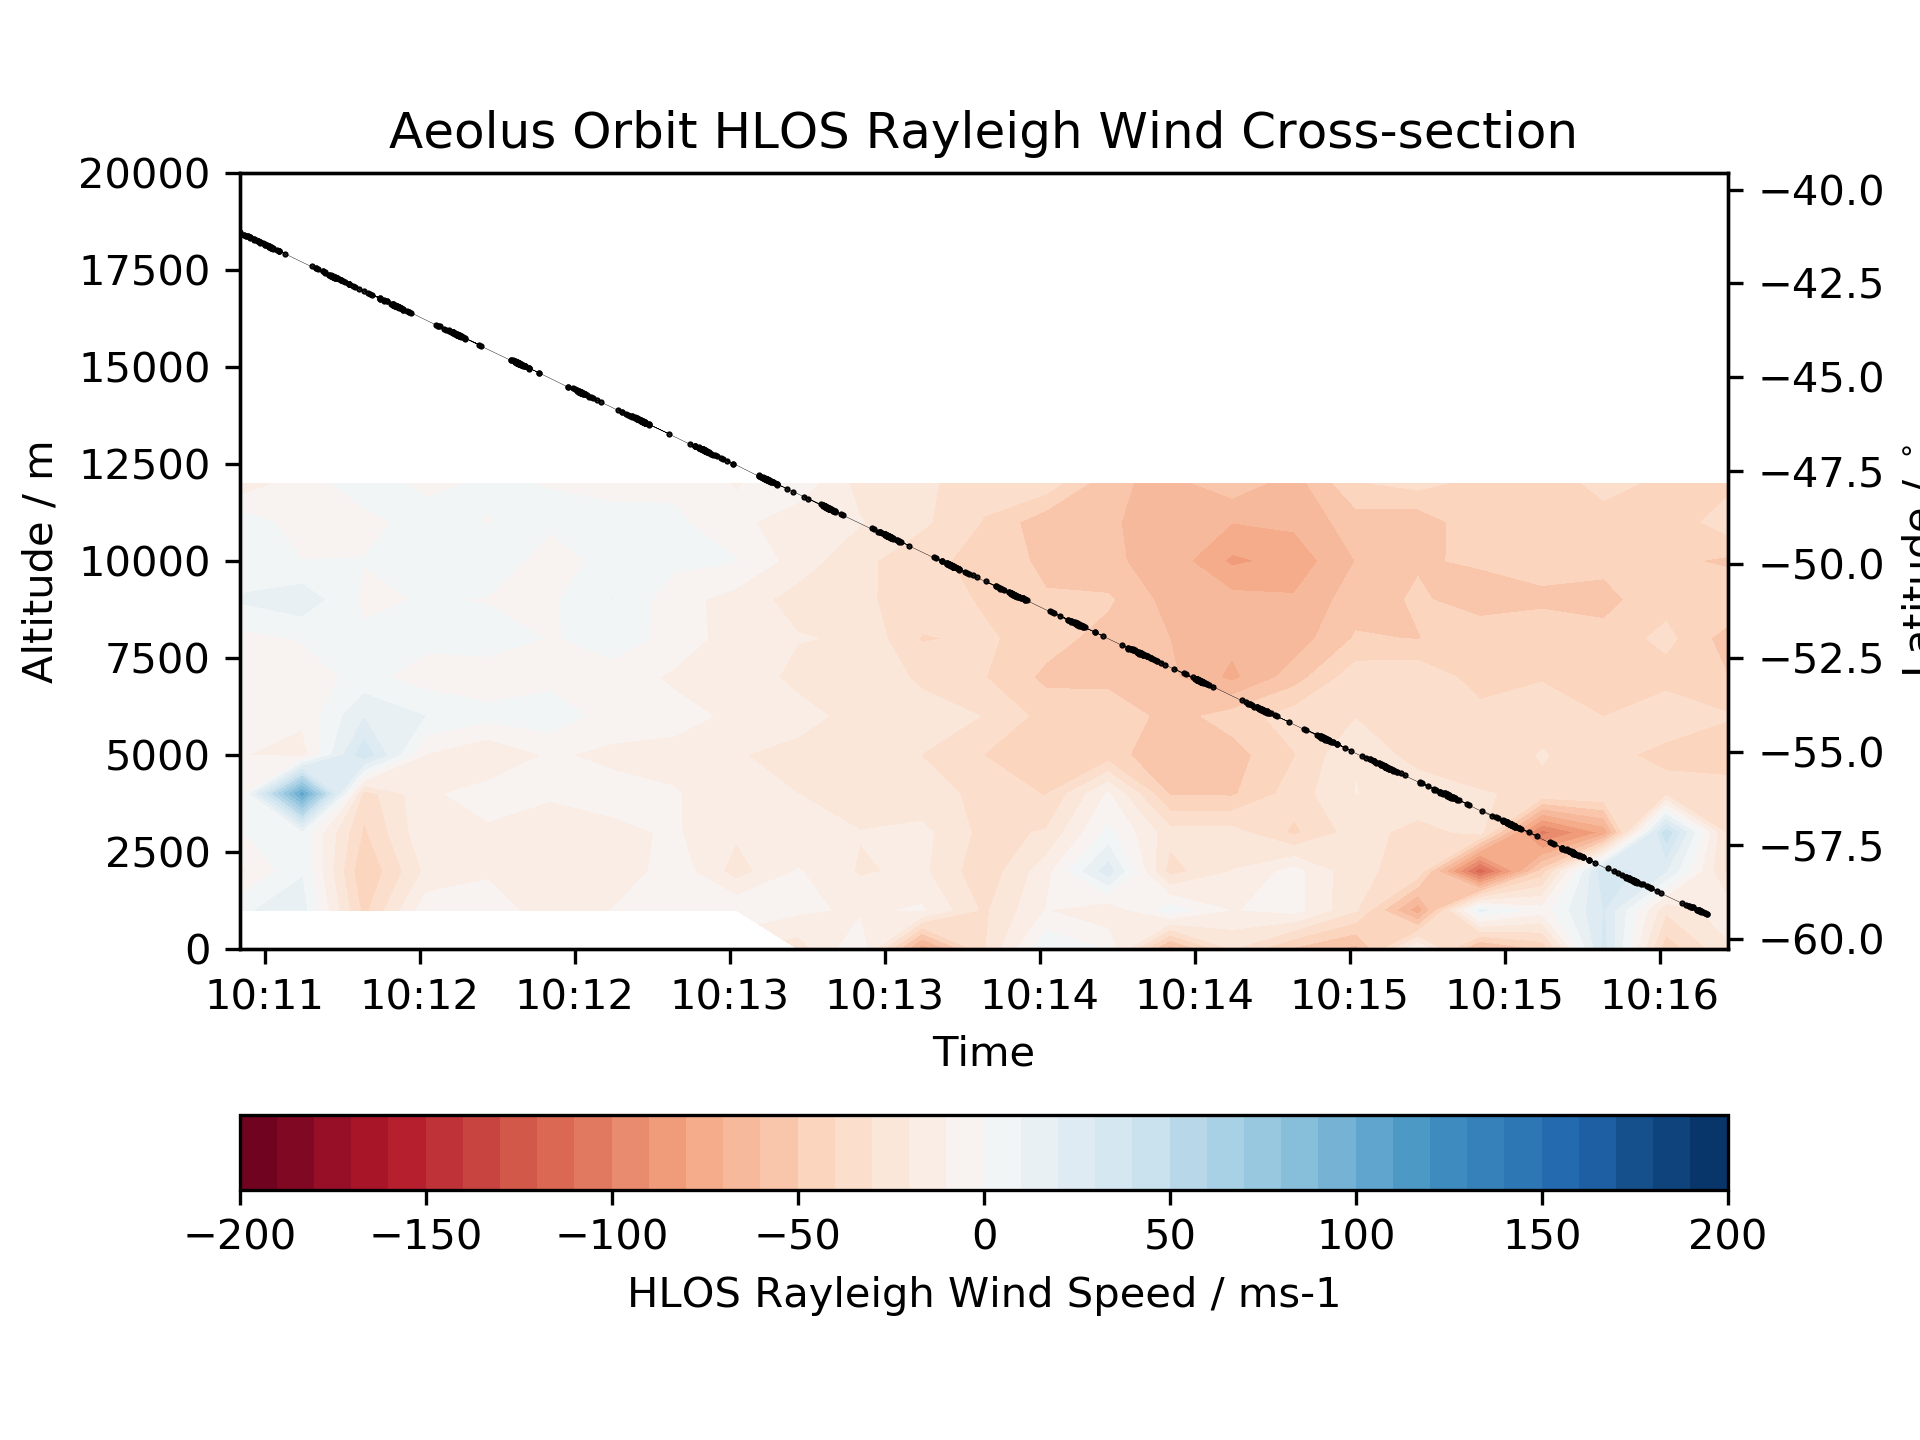 Aeolus Orbit HLOS Rayleigh Wind Cross-section
20000
17500
15000
12500
10000
7500
5000
2500
0
Altitude / m
−40.0
−42.5
−45.0
−47.5
−50.0
−52.5
−55.0
−57.5
−60.0
Latitude / °
10:11 10:12 10:12 10:13 10:13 10:14 10:14 10:15 10:15 10:16
Time
−200 −150 −100 −50 0 50 100 150 200
HLOS Rayleigh Wind Speed / ms-1